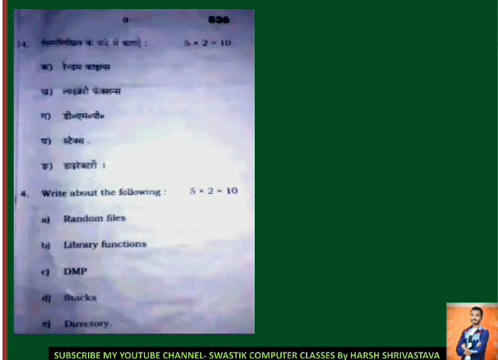 9
836
14. निम्नलिखित के बारे में बताएँ : 5 × 2 = 10
क) रेन्डम फाइल्स
ख) लाइब्रेरी फंक्शन्स
ग) डी०एम०पी०
घ) स्टैक्स
ङ) डाइरेक्टरी ।
4. Write about the following : 5 × 2 = 10
a) Random files
b) Library functions
c) DMP
d) Stacks
e) Directory.
SUBSCRIBE MY YOUTUBE CHANNEL- SWASTIK COMPUTER CLASSES By HARSH SHRIVASTAVA